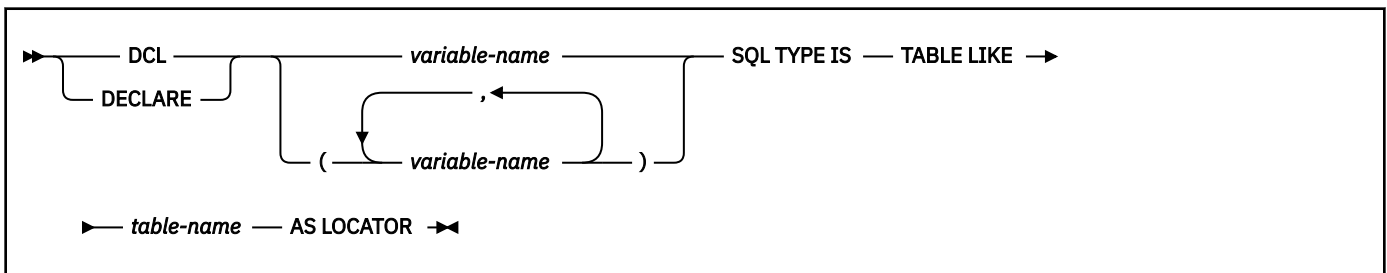 DCL variable-name SQL TYPE IS TABLE LIKE
DECLARE ,
( variable-name )
table-name AS LOCATOR